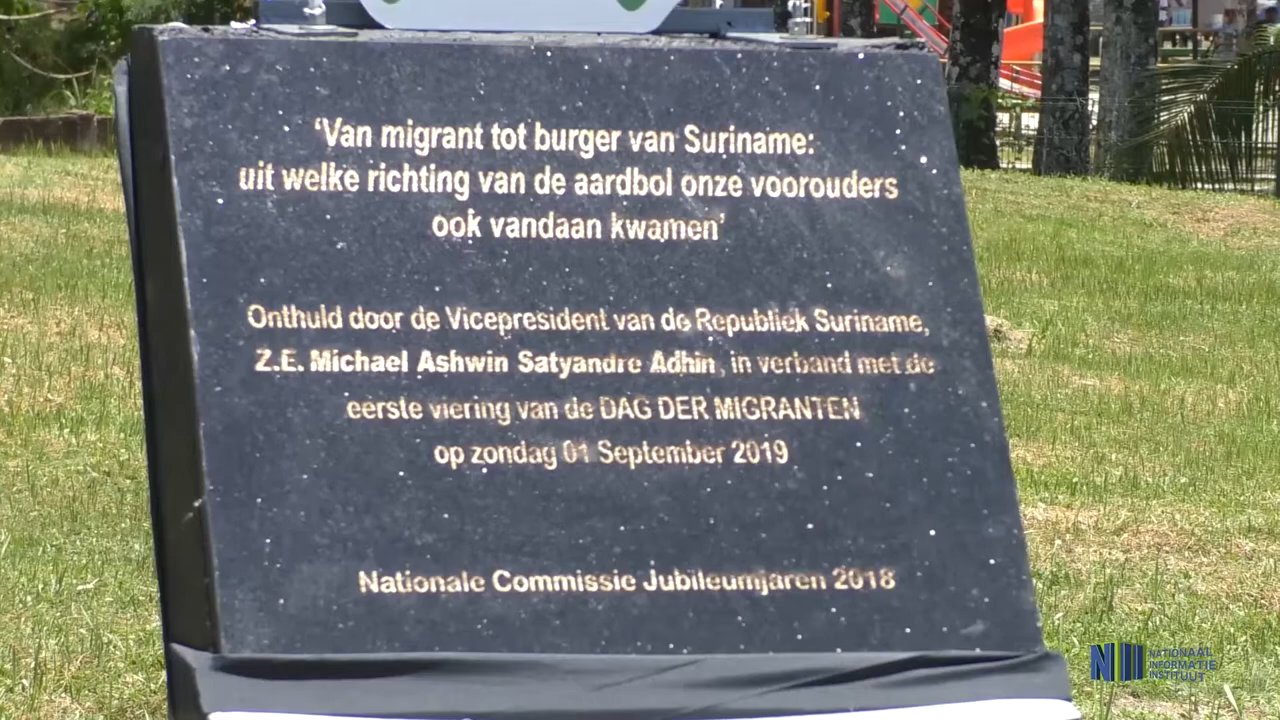 ‘Van migrant tot burger van Suriname:
uit welke richting van de aardbol onze voorouders
ook vandaan kwamen’
Onthuld door de Vicepresident van de Republiek Suriname,
Z.E. Michael Ashwin Satyandre Adhin, in verband met de
eerste viering van de DAG DER MIGRANTEN
op zondag 01 September 2019
Nationale Commissie Jubileumjaren 2018
NII NATIONAAL
INFORMATIE
INSTITUUT